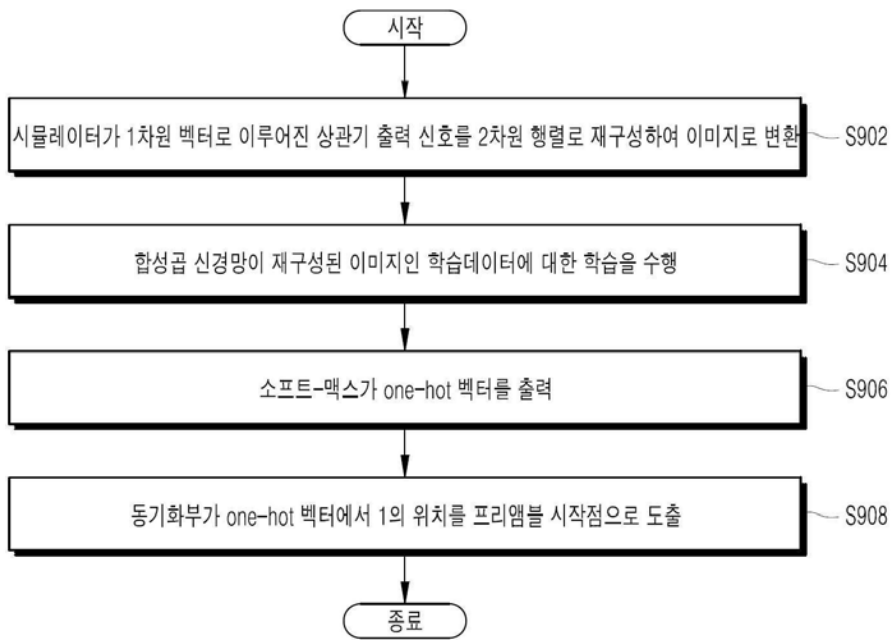 시작
시뮬레이터가 1차원 벡터로 이루어진 상관기 출력 신호를 2차원 행렬로 재구성하여 이미지로 변환
S902
합성곱 신경망이 재구성된 이미지인 학습데이터에 대한 학습을 수행
S904
소프트-맥스가 one-hot 벡터를 출력
S906
동기화부가 one-hot 벡터에서 1의 위치를 프리앰블 시작점으로 도출
S908
종료